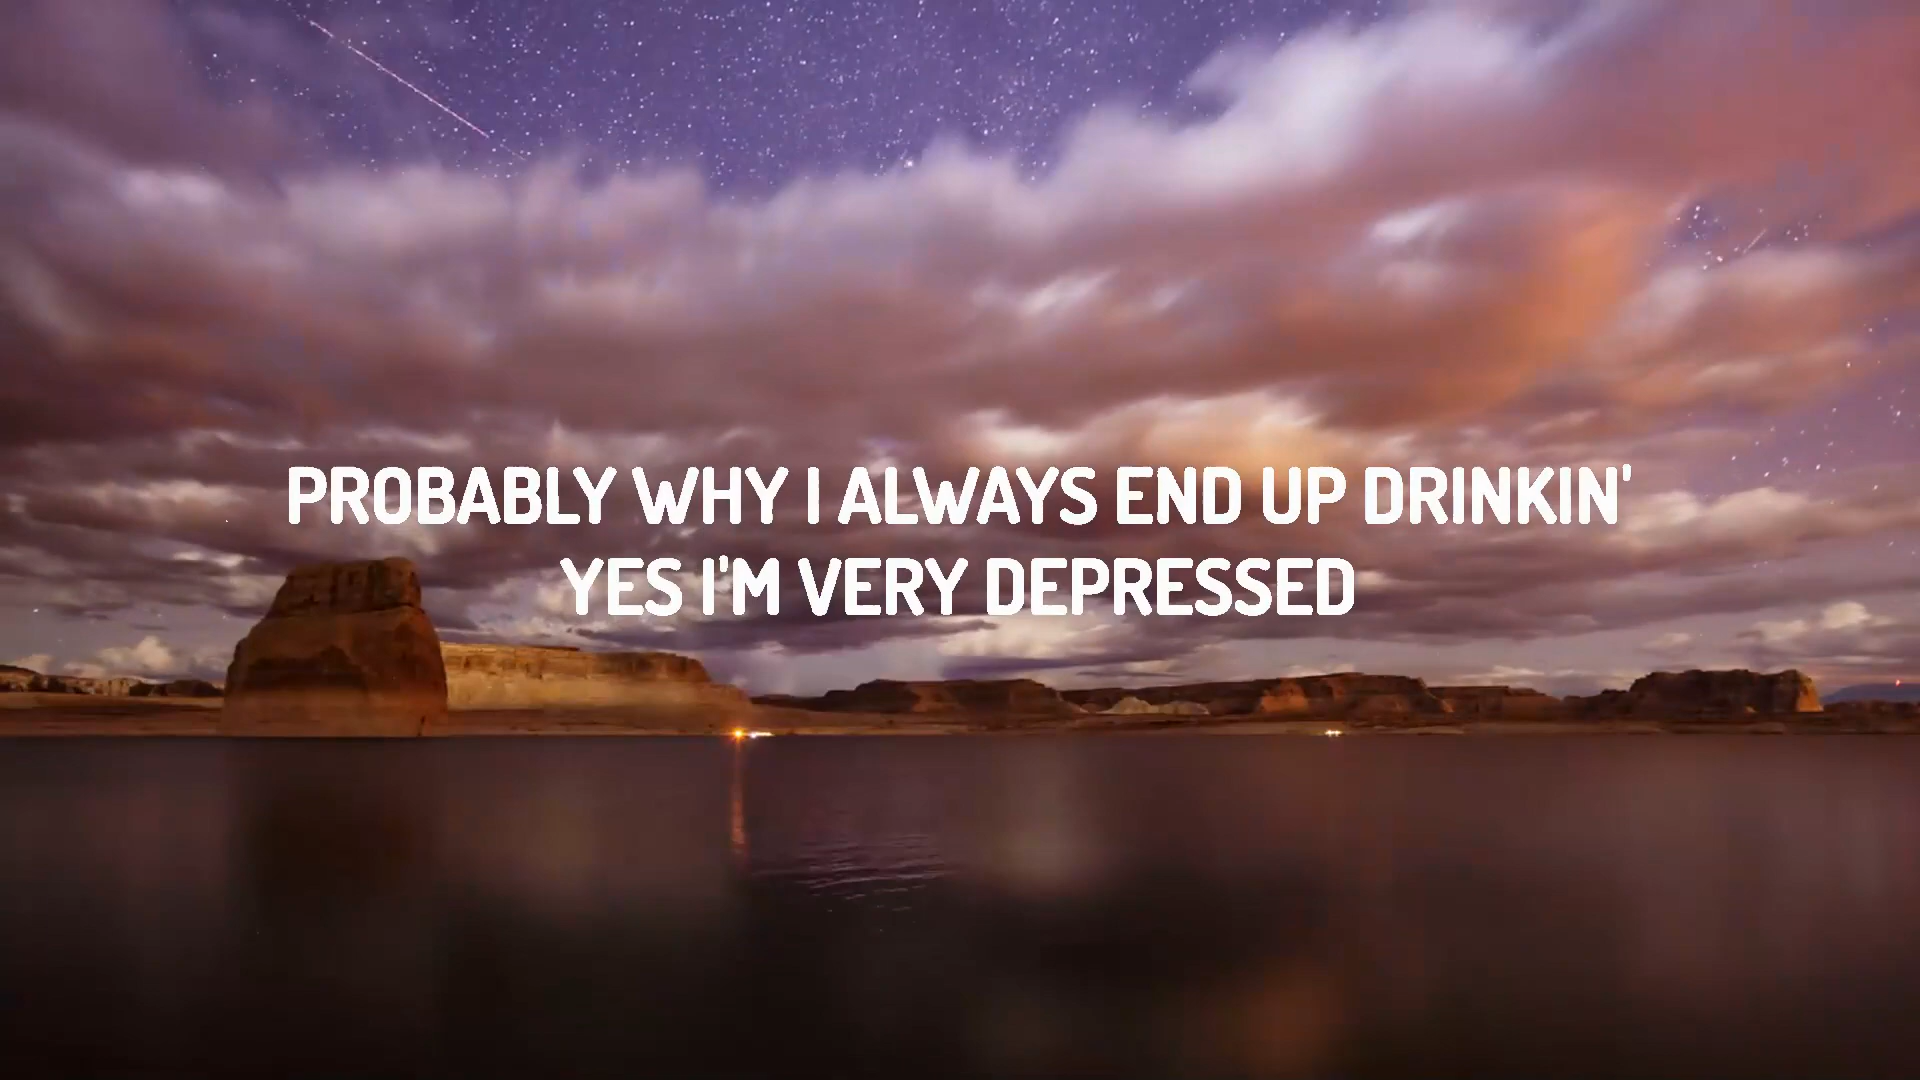 PROBABLY WHY I ALWAYS END UP DRINKIN'
YES I'M VERY DEPRESSED